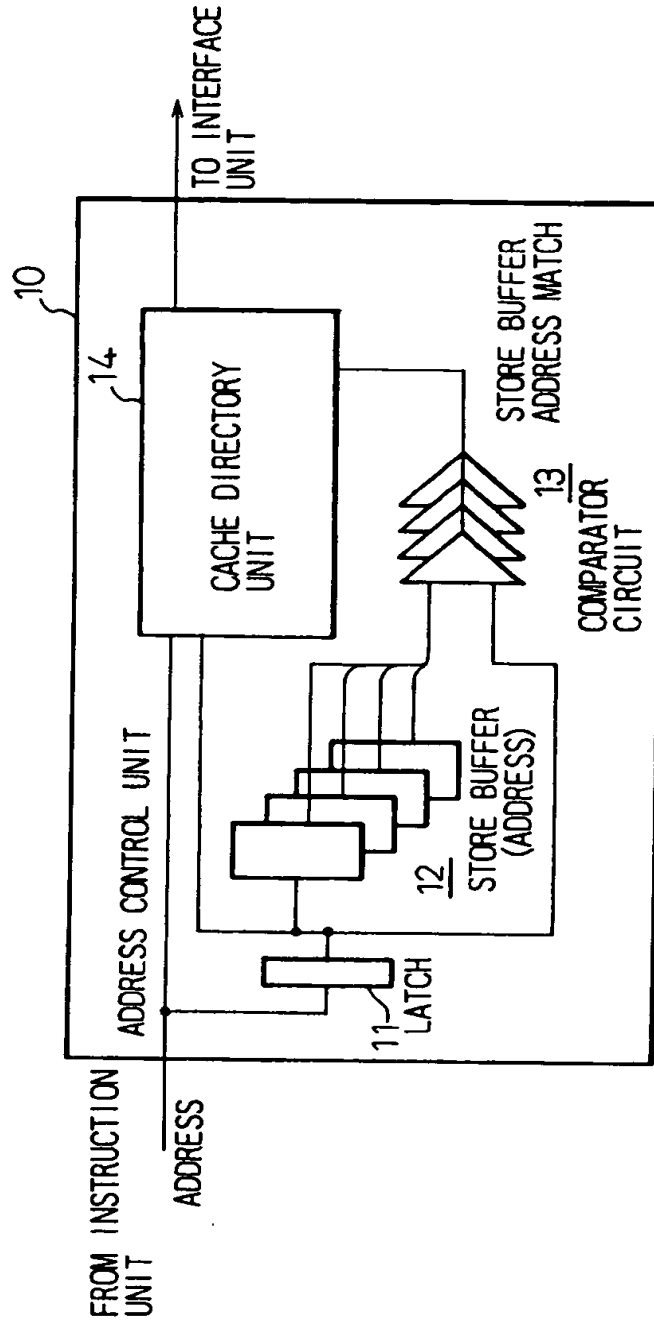 10
FROM INSTRUCTION
UNIT
ADDRESS
ADDRESS CONTROL UNIT
14
CACHE DIRECTORY
UNIT
TO INTERFACE
UNIT
11
LATCH
12
STORE BUFFER
(ADDRESS)
13
COMPARATOR
CIRCUIT
STORE BUFFER
ADDRESS MATCH